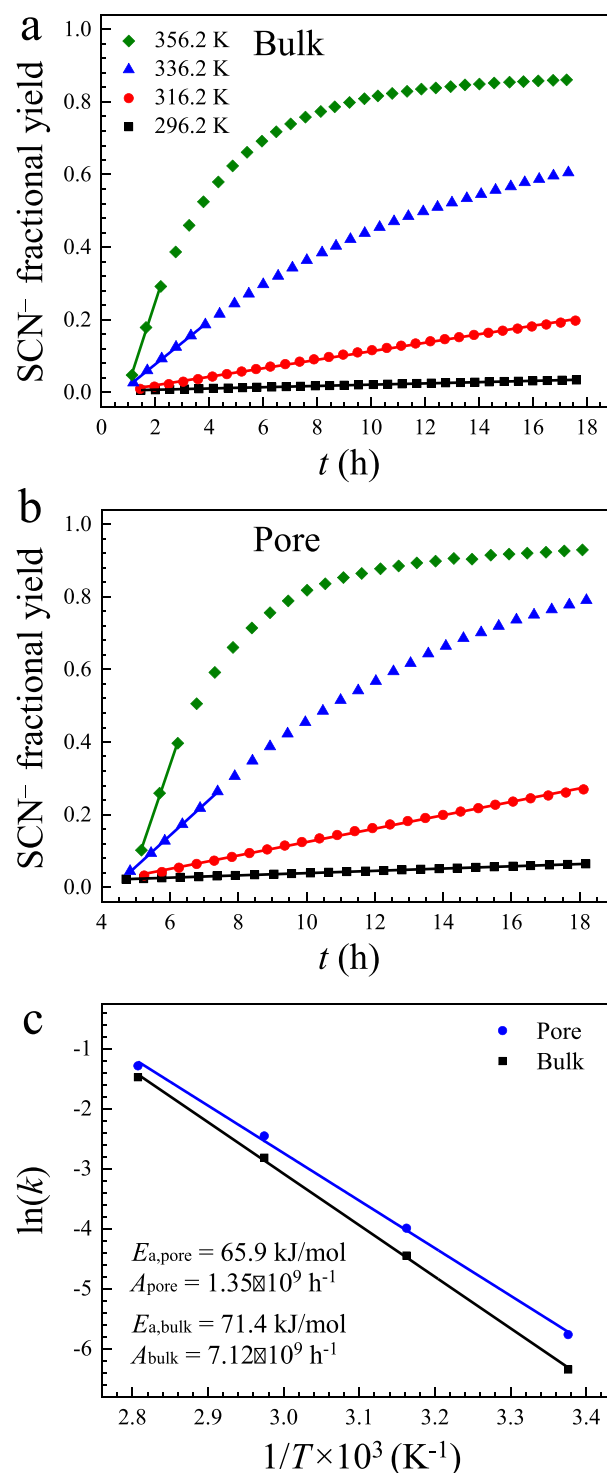 a
Bulk
356.2 K
336.2 K
316.2 K
296.2 K
SCN⁻ fractional yield
1.0
0.8
0.6
0.4
0.2
0.0
2 4 6 8 10 12 14 16 18
t (h)
b
Pore
SCN⁻ fractional yield
1.0
0.8
0.6
0.4
0.2
0.0
4 6 8 10 12 14 16 18
t (h)
c
Pore
Bulk
ln(k)
-1
-2
-3
-4
-5
-6
Ea,pore = 65.9 kJ/mol
Apore = 1.35□10⁹ h⁻¹
Ea,bulk = 71.4 kJ/mol
Abulk = 7.12□10⁹ h⁻¹
2.8 2.9 3.0 3.1 3.2 3.3 3.4
1/T×10³ (K⁻¹)